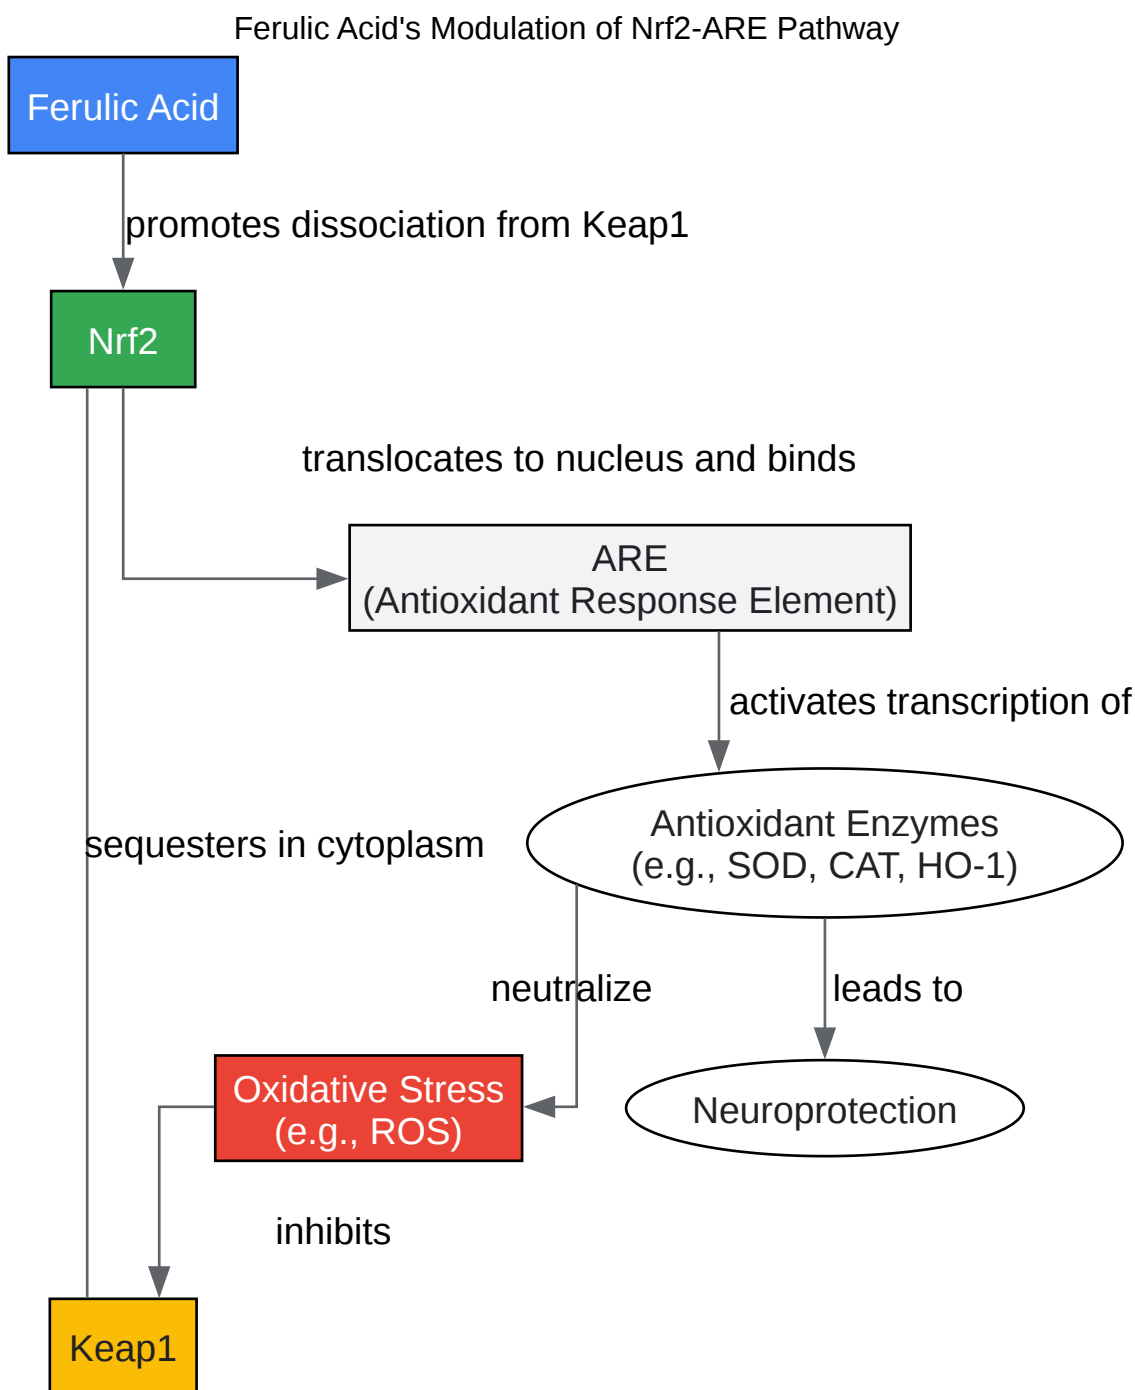 Ferulic Acid's Modulation of Nrf2-ARE Pathway
Ferulic Acid
promotes dissociation from Keap1
Nrf2
translocates to nucleus and binds
ARE
(Antioxidant Response Element)
activates transcription of
sequesters in cytoplasm
Antioxidant Enzymes
(e.g., SOD, CAT, HO-1)
neutralize
leads to
Oxidative Stress
(e.g., ROS)
Neuroprotection
inhibits
Keap1